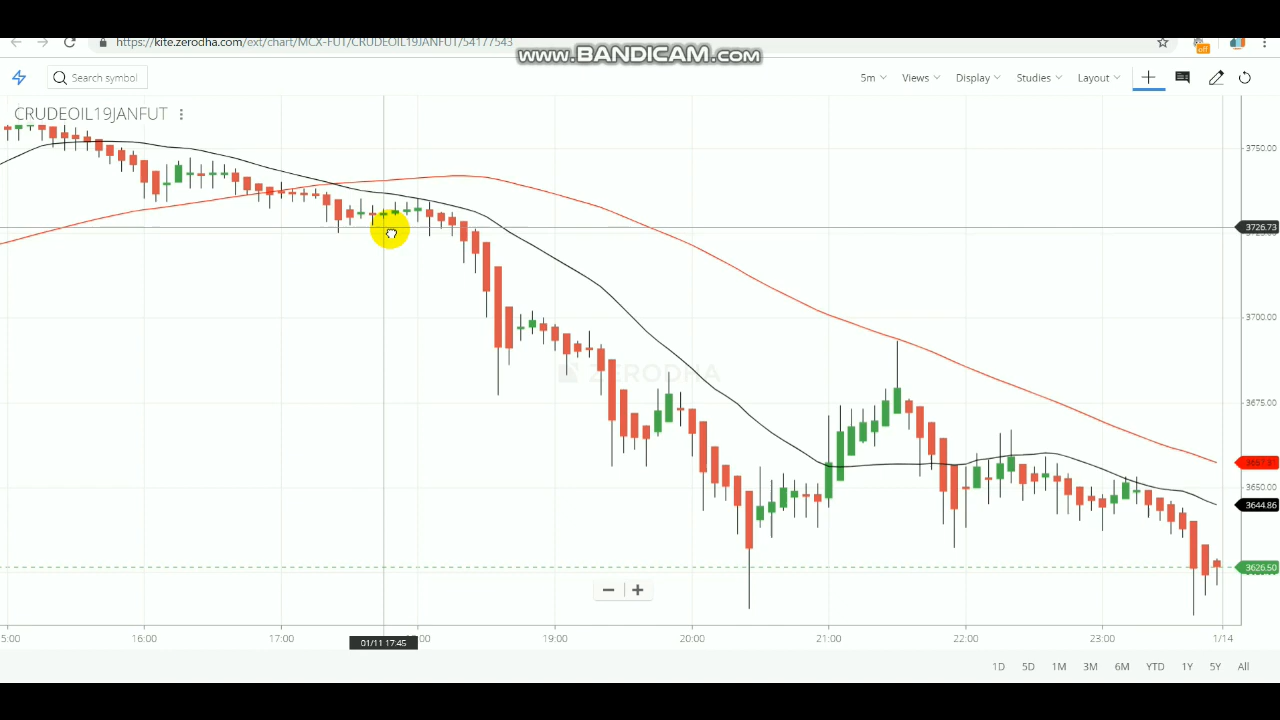 https://kite.zerodha.com/ext/chart/MCX-FUT/CRUDEOIL19JANFUT/54177543
www.BANDICAM.com
off
Search symbol
5m
Views
Display
Studies
Layout
CRUDEOIL19JANFUT
3750.00
3726.73
3700.00
3675.00
3650.00
3644.86
3626.50
ZERODHA
15:00
16:00
17:00
01/11 17:45
19:00
20:00
21:00
22:00
23:00
1/14
1D
5D
1M
3M
6M
YTD
1Y
5Y
All